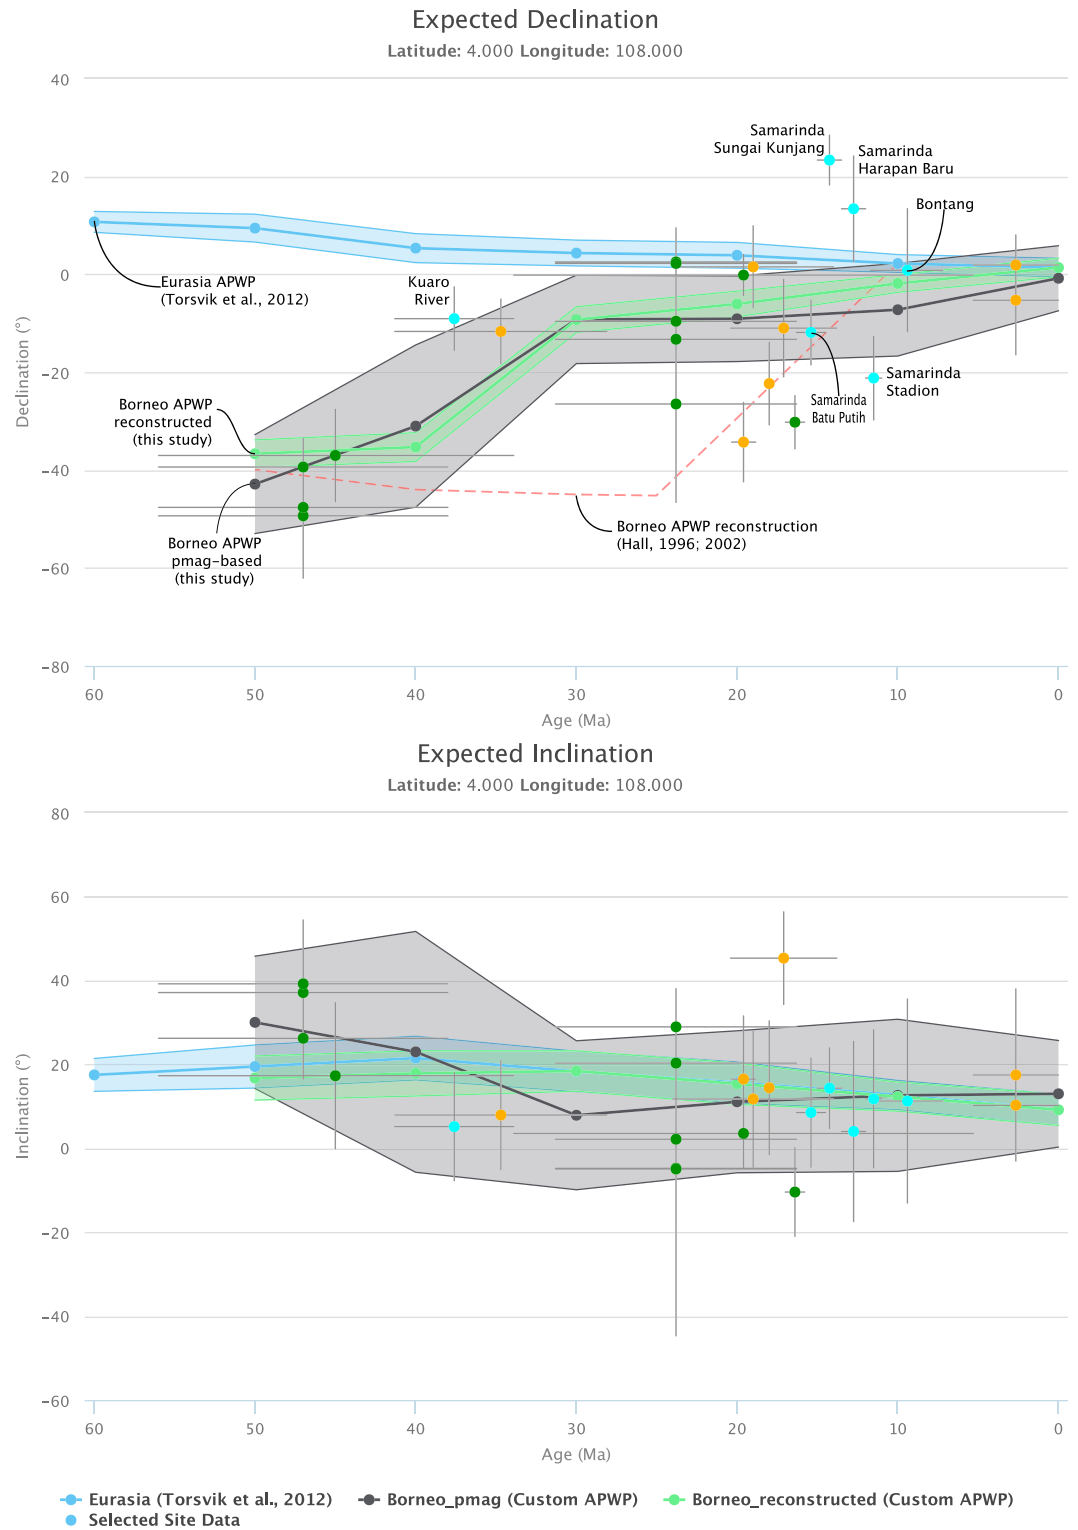 Expected Declination
Latitude: 4.000 Longitude: 108.000
40
20
0
−20
−40
−60
−80
Declination (°)
Samarinda
Sungai Kunjang
Samarinda
Harapan Baru
Bontang
Eurasia APWP
(Torsvik et al., 2012)
Kuaro
River
Samarinda
Stadion
Samarinda
Batu Putih
Borneo APWP
reconstructed
(this study)
Borneo APWP reconstruction
(Hall, 1996; 2002)
Borneo APWP
pmag-based
(this study)
60 50 40 30 20 10 0
Age (Ma)
Expected Inclination
Latitude: 4.000 Longitude: 108.000
80
60
40
20
0
−20
−40
−60
Inclination (°)
60 50 40 30 20 10 0
Age (Ma)
Eurasia (Torsvik et al., 2012) Borneo_pmag (Custom APWP) Borneo_reconstructed (Custom APWP)
Selected Site Data